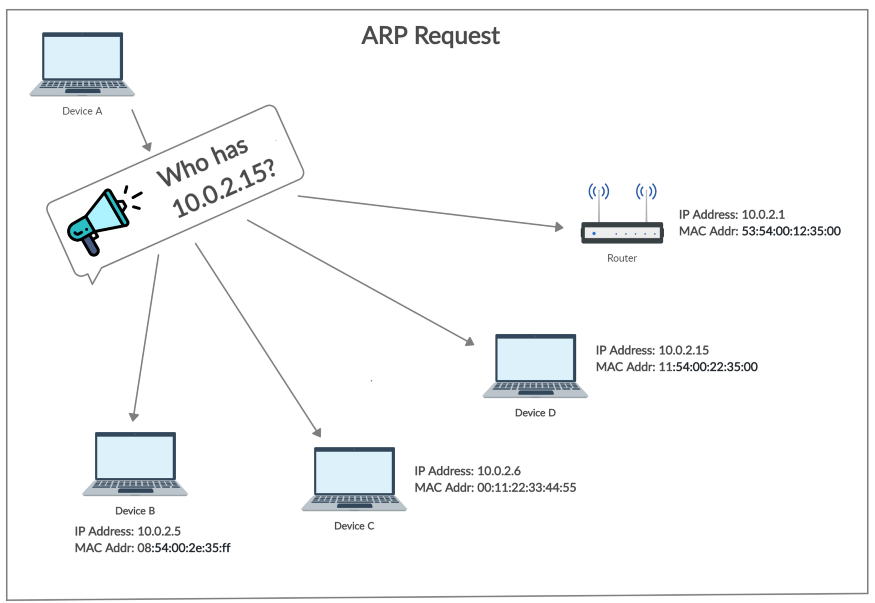 ARP Request
Device A
Who has
10.0.2.15?
IP Address: 10.0.2.1
MAC Addr: 53:54:00:12:35:00
Router
IP Address: 10.0.2.15
MAC Addr: 11:54:00:22:35:00
Device D
IP Address: 10.0.2.6
MAC Addr: 00:11:22:33:44:55
Device C
Device B
IP Address: 10.0.2.5
MAC Addr: 08:54:00:2e:35:ff